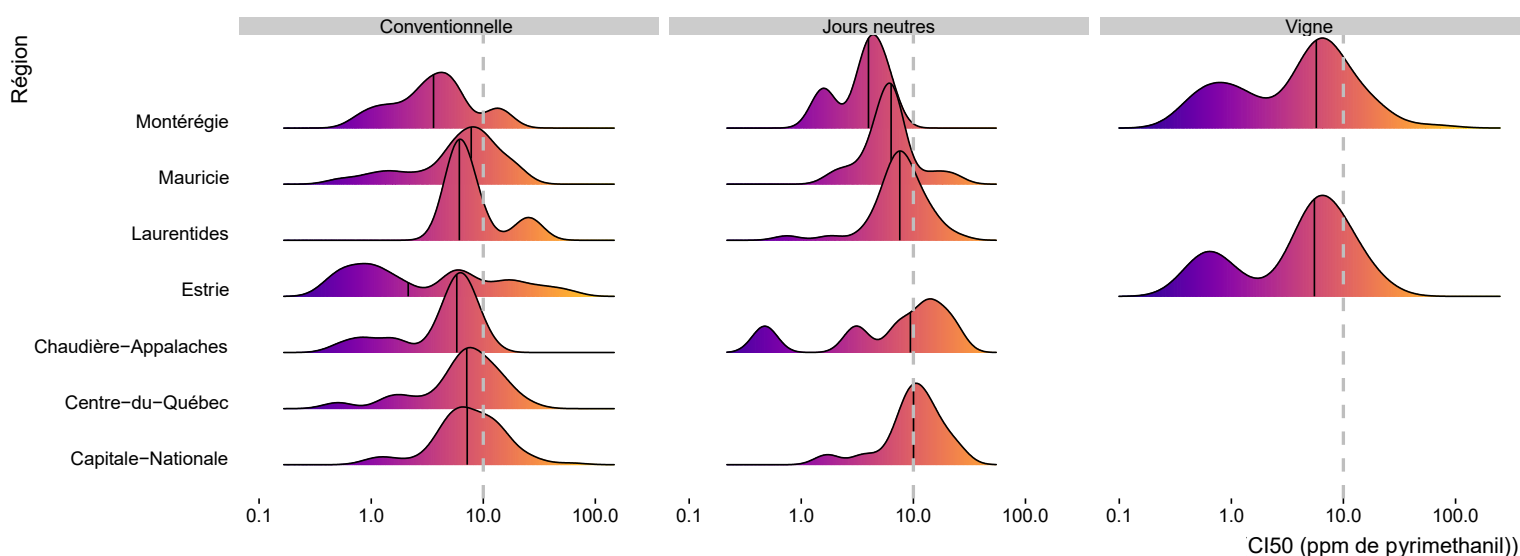 Conventionnelle
Jours neutres
Vigne
Région
Montérégie
Mauricie
Laurentides
Estrie
Chaudière−Appalaches
Centre−du−Québec
Capitale−Nationale
0.1 1.0 10.0 100.0
0.1 1.0 10.0 100.0
0.1 1.0 10.0 100.0
CI50 (ppm de pyrimethanil))